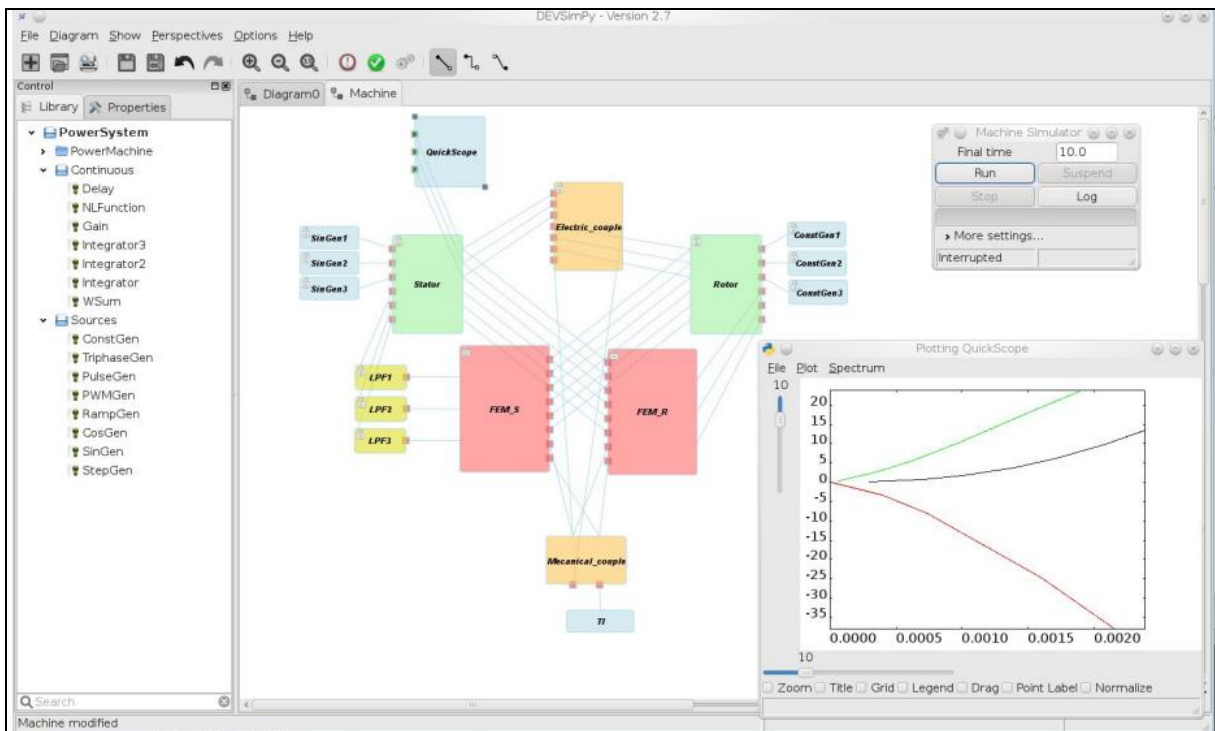 DEVSimPy - Version 2.7
File Diagram Show Perspectives Options Help
Control
Library Properties
Diagram0 Machine
PowerSystem
PowerMachine
Continuous
Delay
NLFunction
Gain
Integrator3
Integrator2
Integrator
WSum
Sources
ConstGen
TriphaseGen
PulseGen
PWMGen
RampGen
CosGen
SinGen
StepGen
Search
Machine modified
QuickScope
Electric_couple
SinGen1
SinGen2
SinGen3
Stator
Rotor
ConstGen1
ConstGen2
ConstGen3
LPF1
LPF2
LPF3
FEM_S
FEM_R
Mecanical_couple
Tl
Machine Simulator
Final time 10.0
Run Suspend
Stop Log
More settings...
Interrupted
Plotting QuickScope
File Plot Spectrum
10
20
15
10
5
0
-5
-10
-15
-20
-25
-30
-35
0.0000 0.0005 0.0010 0.0015 0.0020
10
Zoom Title Grid Legend Drag Point Label Normalize